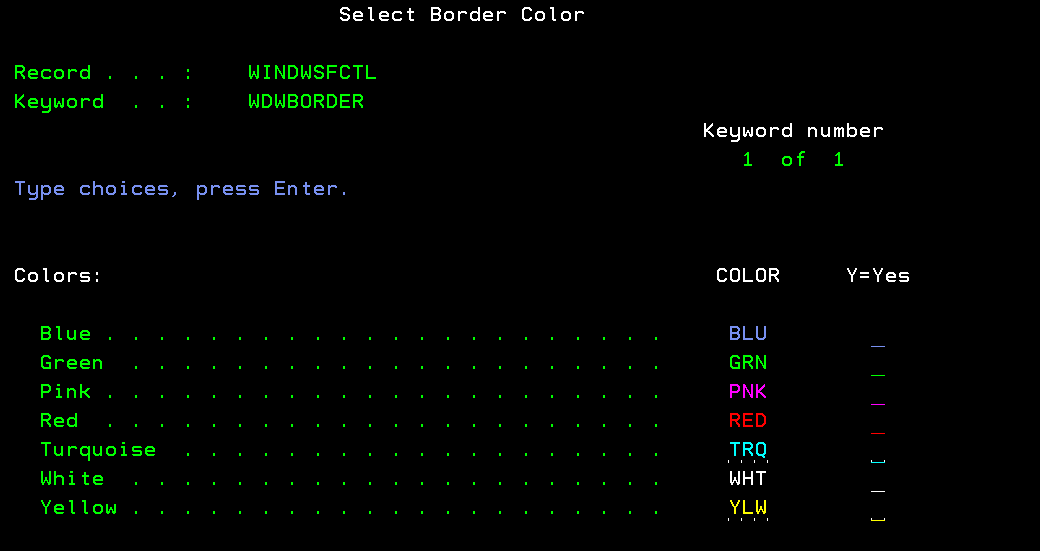 Select Border Color
Record . . . :     WINDWSFCTL
Keyword  . . :     WDWBORDER
Keyword number
1  of  1
Type choices, press Enter.
Colors:     COLOR     Y=Yes
Blue . . . . . . . . . . . . . . . . . . . . . .     BLU     _
Green  . . . . . . . . . . . . . . . . . . . . .     GRN     _
Pink . . . . . . . . . . . . . . . . . . . . . .     PNK     _
Red  . . . . . . . . . . . . . . . . . . . . . .     RED     _
Turquoise  . . . . . . . . . . . . . . . . . . .     TRQ     _
White  . . . . . . . . . . . . . . . . . . . . .     WHT     _
Yellow . . . . . . . . . . . . . . . . . . . . .     YLW     _